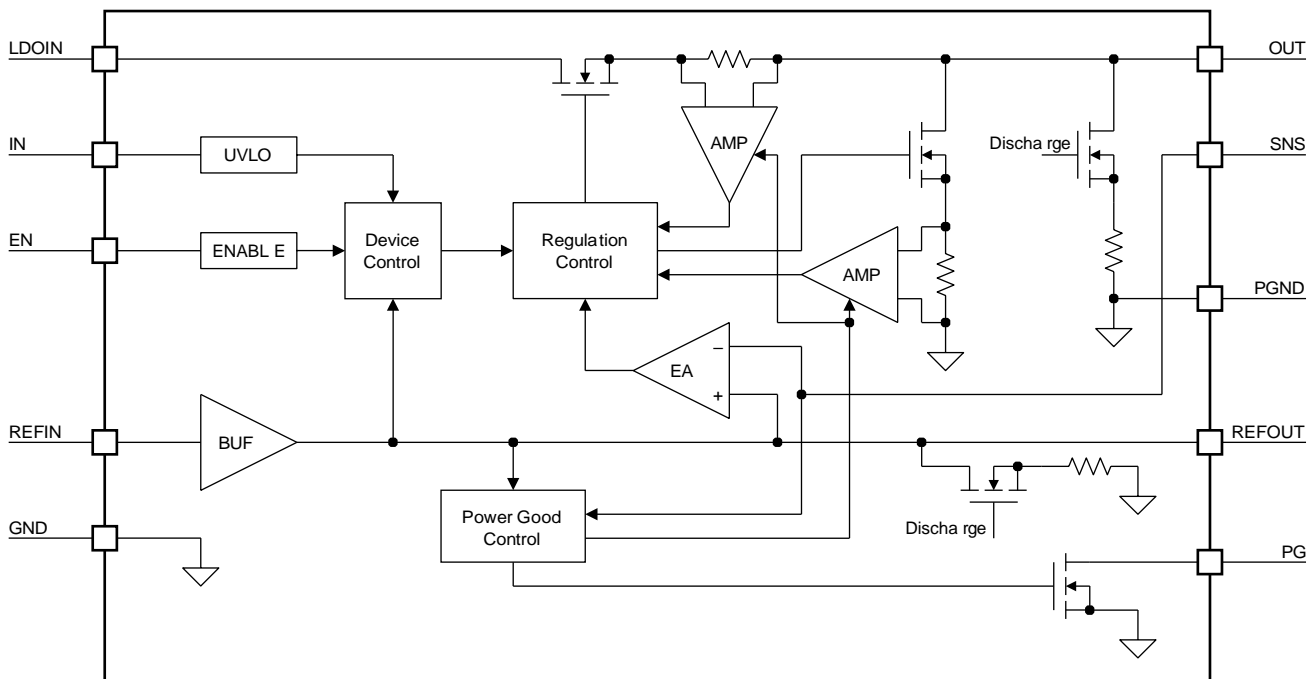 LDOIN
OUT
IN
UVLO
AMP
Discha rge
SNS
EN
ENABL E
Device
Control
Regulation
Control
AMP
PGND
EA
−
+
REFIN
BUF
REFOUT
GND
Power Good
Control
Discha rge
PG